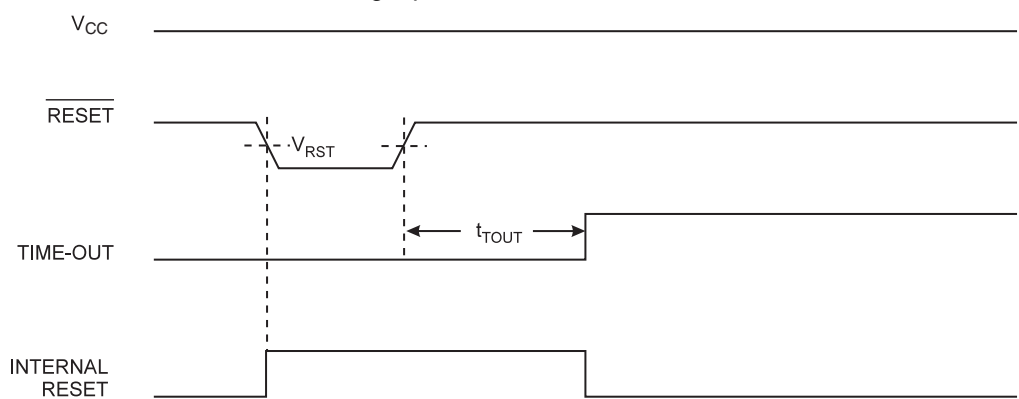 VCC
RESET
VRST
tTOUT
TIME-OUT
INTERNAL
RESET